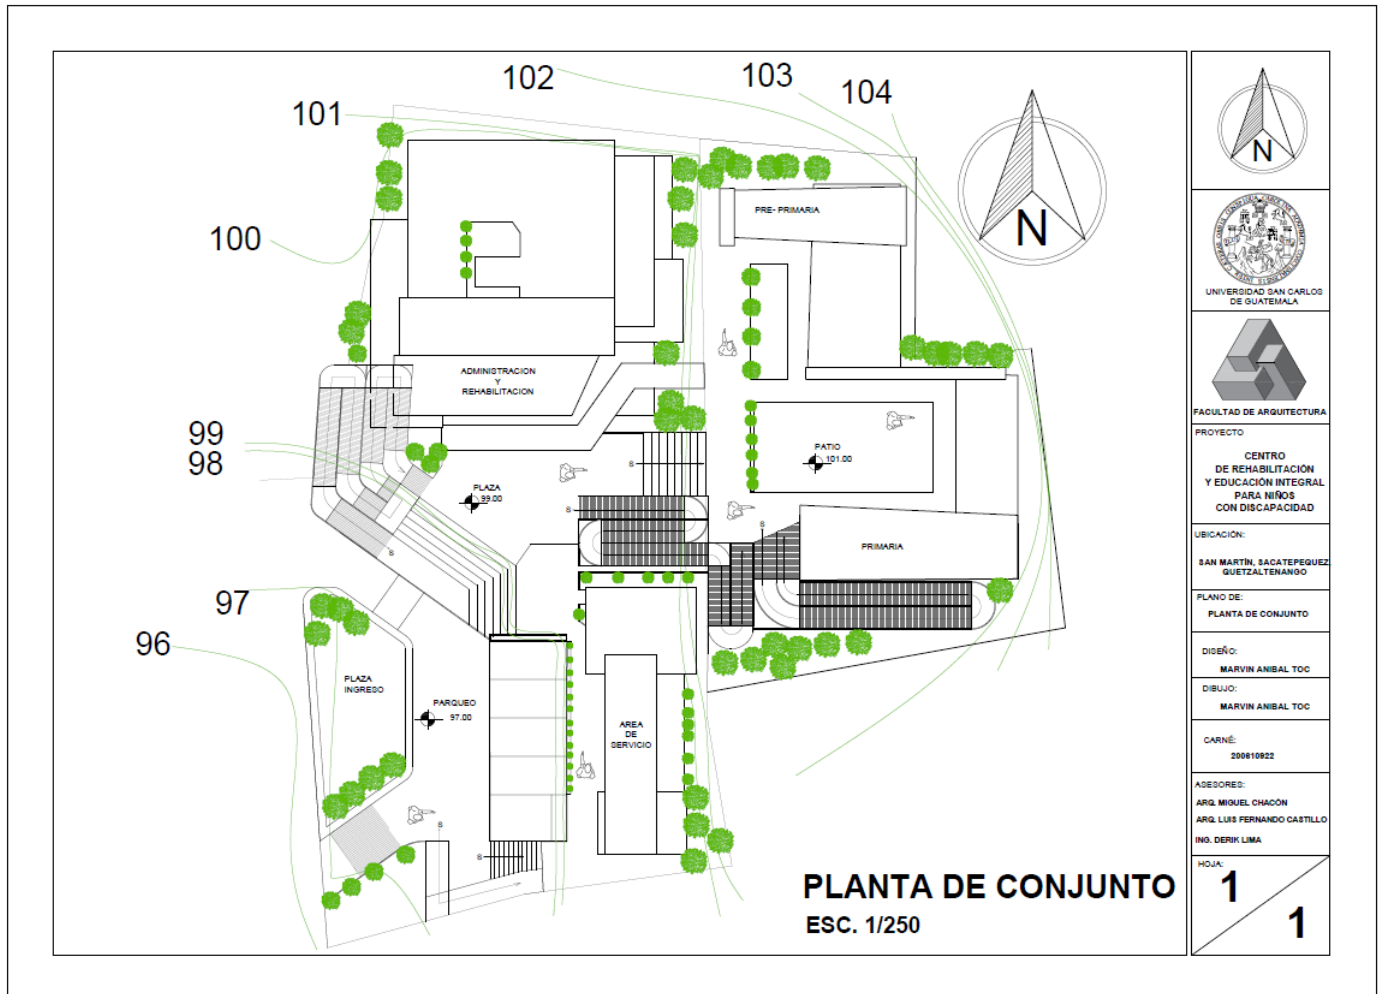 102
103
104
101
100
99
98
97
96
N
PRE- PRIMARIA
ADMINISTRACION
Y
REHABILITACION
PATIO
101.00
PLAZA
99.00
S
S
S
S
PRIMARIA
PLAZA
INGRESO
PARQUEO
97.00
AREA
DE
SERVICIO
S
S
PLANTA DE CONJUNTO
ESC. 1/250
N
UNIVERSIDAD SAN CARLOS
DE GUATEMALA
FACULTAD DE ARQUITECTURA
PROYECTO
CENTRO
DE REHABILITACIÓN
Y EDUCACIÓN INTEGRAL
PARA NIÑOS
CON DISCAPACIDAD
UBICACIÓN:
SAN MARTÍN, SACATEPEQUEZ
QUETZALTENANGO
PLANO DE:
PLANTA DE CONJUNTO
DISEÑO:
MARVIN ANIBAL TOC
DIBUJO:
MARVIN ANIBAL TOC
CARNÉ:
200610922
ASESORES:
ARQ. MIGUEL CHACÓN
ARQ. LUIS FERNANDO CASTILLO
ING. DERIK LIMA
HOJA:
1
1